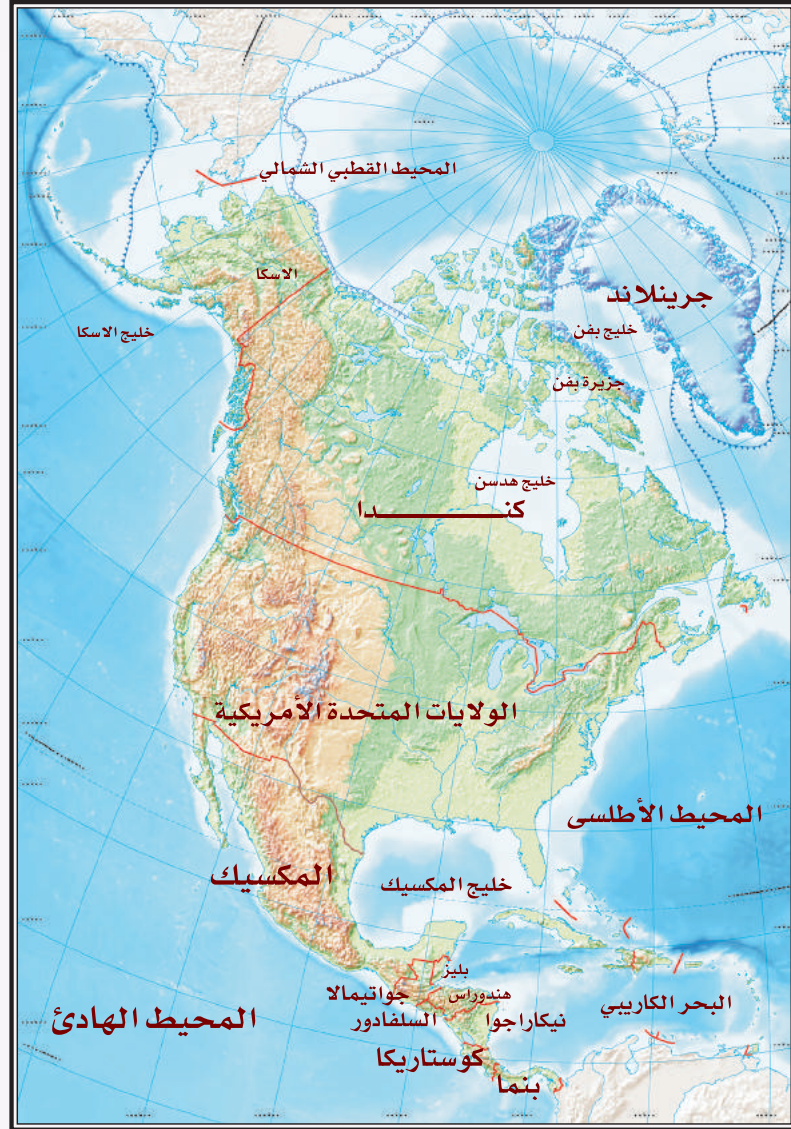 المحيط القطبي الشمالي
الاسكا
جرينلاند
خليج الاسكا
خليج بفن
جزيرة بفن
خليج هدسن
كنــــــــــــدا
الولايات المتحدة الأمريكية
المحيط الأطلسى
المكسيك
خليج المكسيك
بليز
جواتيمالا
هندوراس
البحر الكاريبي
المحيط الهادئ
السلفادور
نيكاراجوا
كوستاريكا
بنما